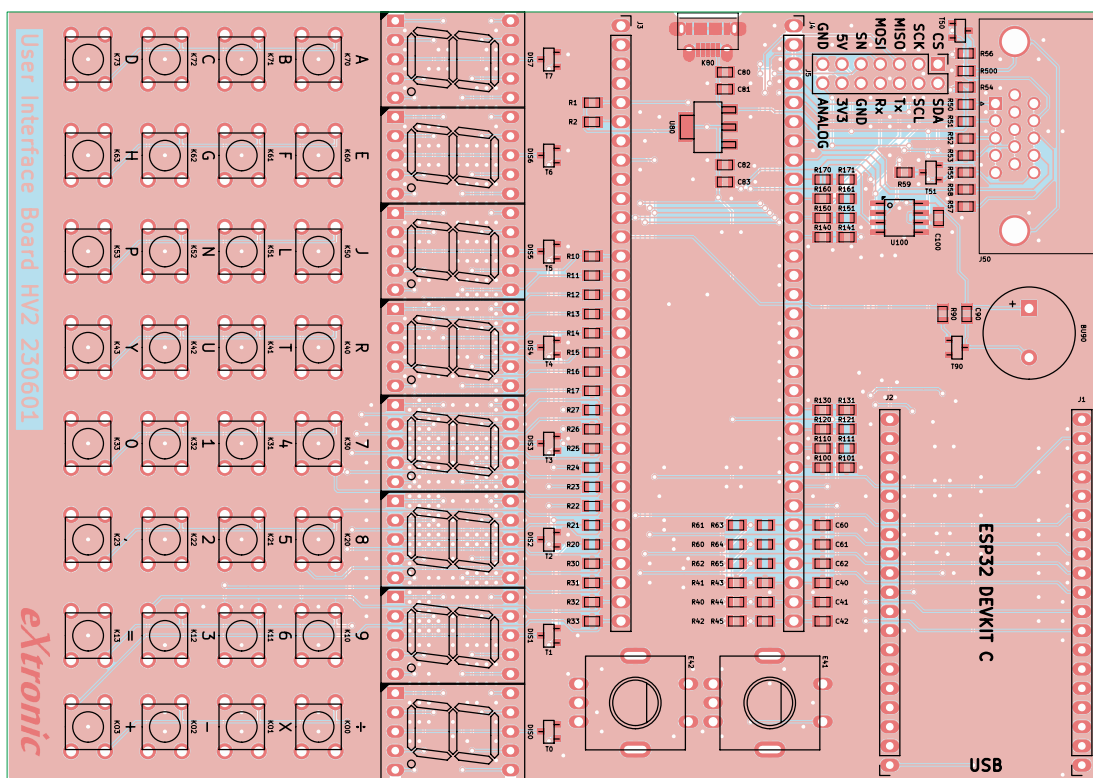 User Interface Board HV2 230601
eXtronic
K73
D
K72
C
K71
B
K70
A
DIS7
T7
K63
H
K62
G
K61
F
K60
E
DIS6
T6
K53
P
K52
N
K51
L
K50
J
DIS5
T5
K43
Y
K42
U
K41
T
K40
R
DIS4
T4
K33
0
K32
1
K31
4
K30
7
DIS3
T3
K23
K22
2
K21
5
K20
8
DIS2
T2
K13
=
K12
3
K11
6
K10
9
DIS1
T1
K03
+
K02
-
K01
X
K00
÷
DIS0
T0
R1
R2
R10
R11
R12
R13
R14
R15
R16
R17
R27
R26
R25
R24
R23
R22
R21
R20
R30
R31
R32
R33
J3
K80
C80
C81
U80
C82
C83
J4
J5
GND
5V
SN
MOSI
MISO
SCK
CS
ANALOG
3V3
GND
Rx
Tx
SCL
SDA
T50
R56
R500
R54
R50
R51
R52
R53
R55
R58
R57
J50
R170 R171
R160 R161
R150 R151
R140 R141
R59
T51
U100
C100
R90
C90
T90
+
BU90
R130 R131
R120 R121
R110 R111
R100 R101
R61 R63 C60
R60 R64 C61
R62 R65 C62
R41 R43 C40
R40 R44 C41
R42 R45 C42
E42
E41
J2
J1
ESP32 DEVKIT C
USB